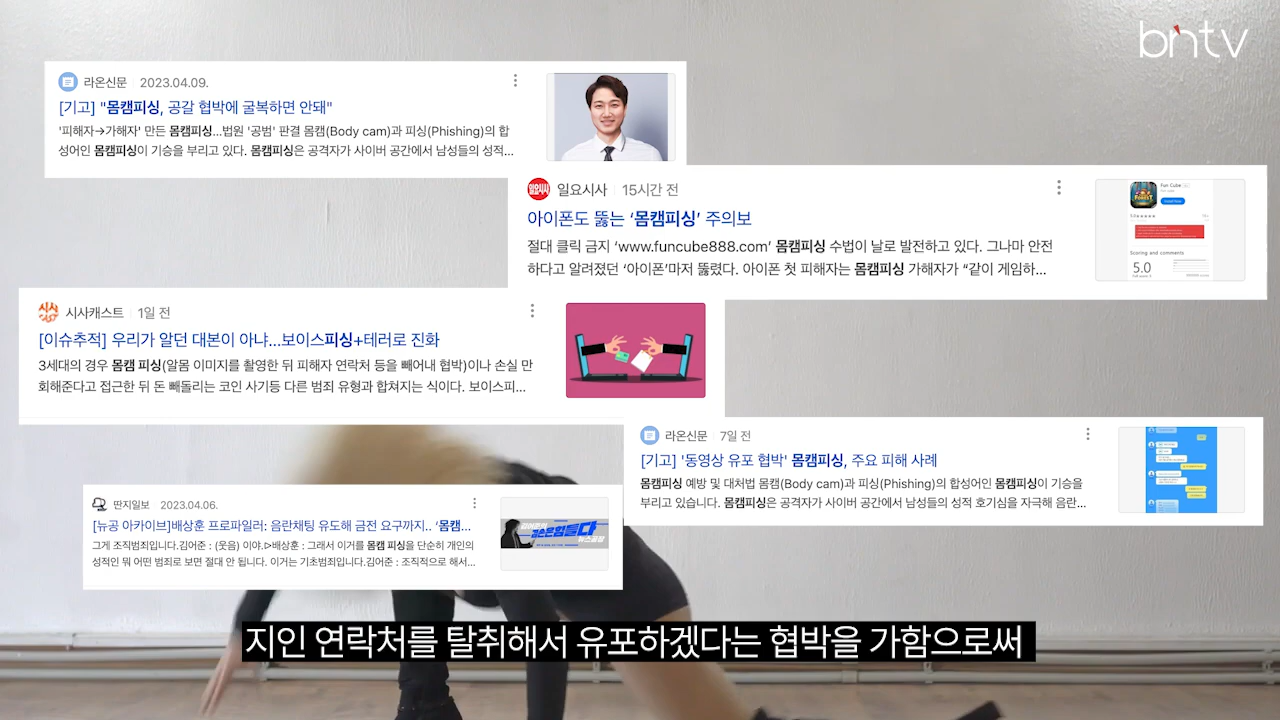 bntv
라온신문 2023.04.09.
[기고] "몸캠피싱, 공갈 협박에 굴복하면 안돼"
'피해자→가해자' 만든 몸캠피싱...법원 '공범' 판결 몸캠(Body cam)과 피싱(Phishing)의 합
성어인 몸캠피싱이 기승을 부리고 있다. 몸캠피싱은 공격자가 사이버 공간에서 남성들의 성적...
일요시사 15시간 전
아이폰도 뚫는 '몸캠피싱' 주의보
절대 클릭 금지 'www.funcube888.com' 몸캠피싱 수법이 날로 발전하고 있다. 그나마 안전
하다고 알려졌던 '아이폰'마저 뚫렸다. 아이폰 첫 피해자는 몸캠피싱 가해자가 "같이 게임하...
Fun Cube
Scoring and comments
5.0
시사캐스트 1일 전
[이슈추적] 우리가 알던 대본이 아냐...보이스피싱+테러로 진화
3세대의 경우 몸캠 피싱(알몸 이미지를 촬영한 뒤 피해자 연락처 등을 빼어내 협박)이나 손실 만
회해준다고 접근한 뒤 돈 빼돌리는 코인 사기등 다른 범죄 유형과 합쳐지는 식이다. 보이스피...
라온신문 7일 전
[기고] '동영상 유포 협박' 몸캠피싱, 주요 피해 사례
몸캠피싱 예방 및 대처법 몸캠(Body cam)과 피싱(Phishing)의 합성어인 몸캠피싱이 기승을
부리고 있습니다. 몸캠피싱은 공격자가 사이버 공간에서 남성들의 성적 호기심을 자극해 음란...
딴지일보 2023.04.06.
[뉴공 아카이브]배상훈 프로파일러: 음란채팅 유도해 금전 요구까지.. '몸캠...
그게 조직범죄입니다.김어준 : (웃음) 이야.▷배상훈 : 그래서 이거를 몸캠 피싱을 단순히 개인의
성적인 뭐 어떤 범죄로 보면 절대 안 됩니다. 이거는 기초범죄입니다.김어준 : 조직적으로 해서...
지인 연락처를 탈취해서 유포하겠다는 협박을 가함으로써